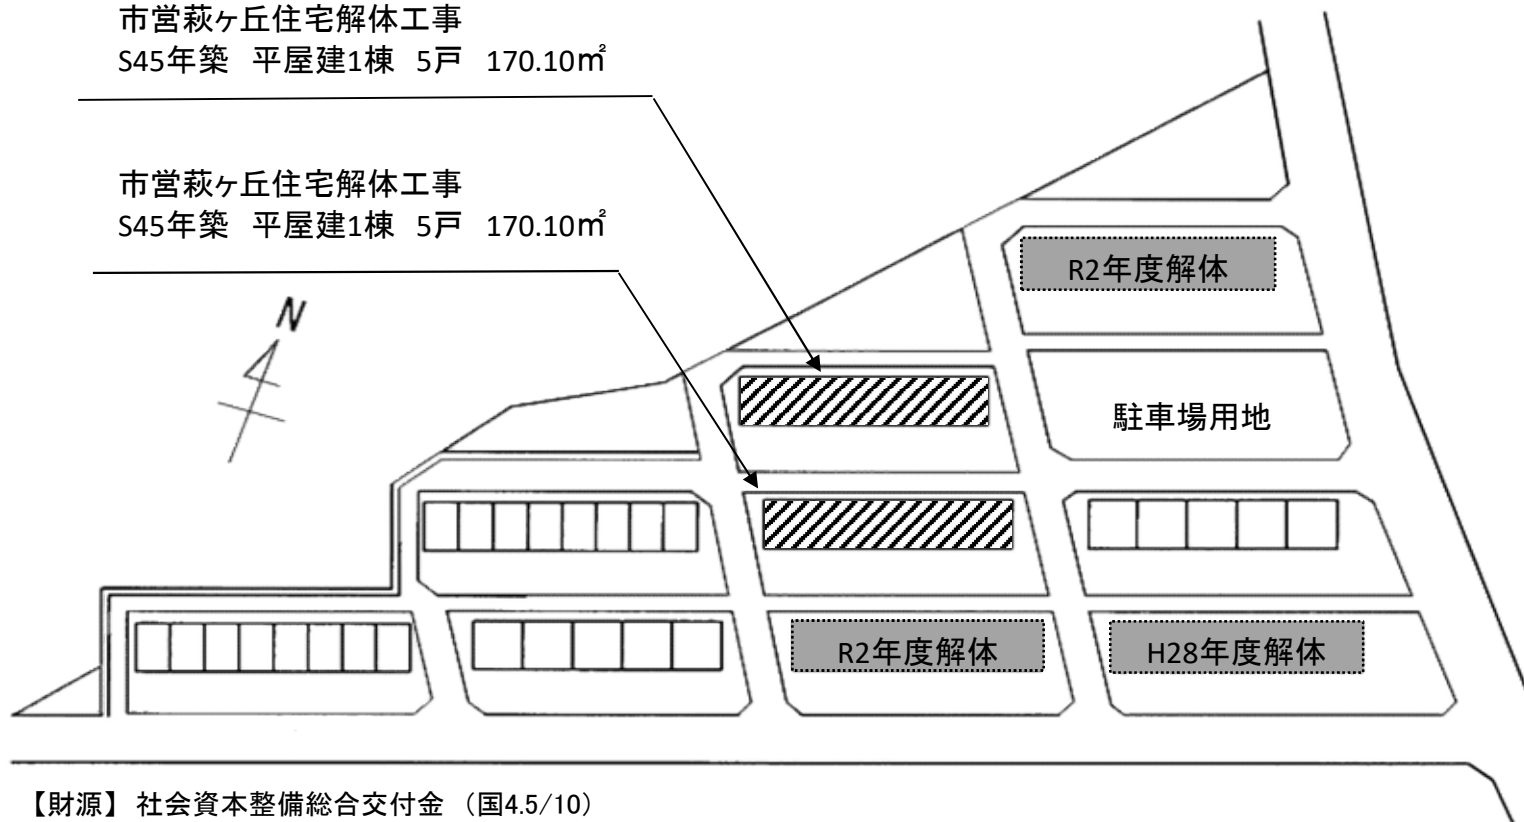 市営萩ヶ丘住宅解体工事
S45年築 平屋建1棟 5戸 170.10㎡
市営萩ヶ丘住宅解体工事
S45年築 平屋建1棟 5戸 170.10㎡
N
R2年度解体
駐車場用地
R2年度解体
H28年度解体
【財源】 社会資本整備総合交付金 （国4.5/10）